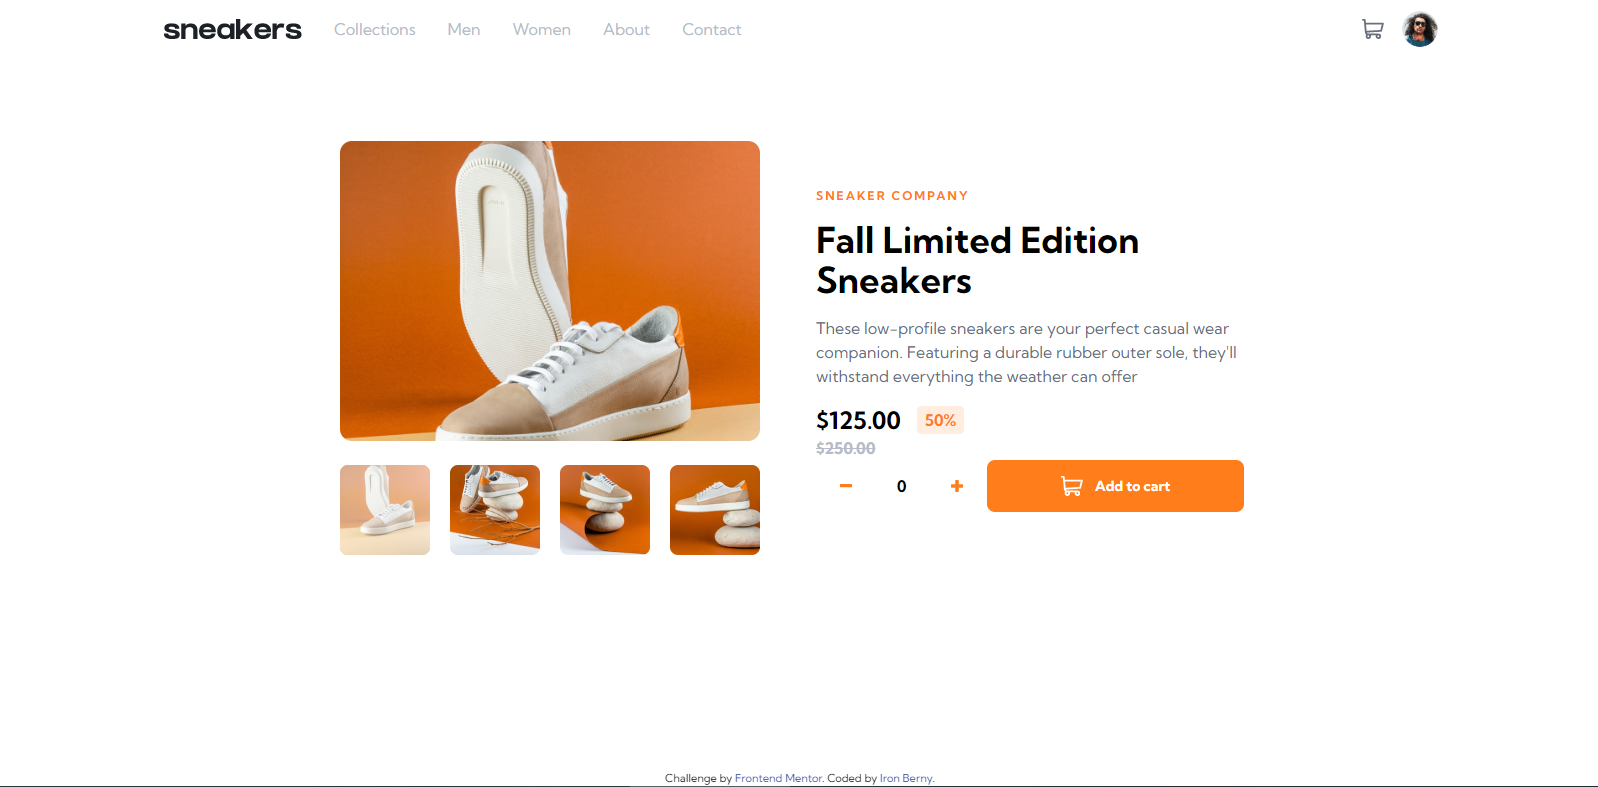 sneakers Collections Men Women About Contact
SNEAKER COMPANY
Fall Limited Edition
Sneakers
These low-profile sneakers are your perfect casual wear
companion. Featuring a durable rubber outer sole, they'll
withstand everything the weather can offer
$125.00 50%
$250.00
0 Add to cart
Challenge by Frontend Mentor. Coded by Iron Berny.